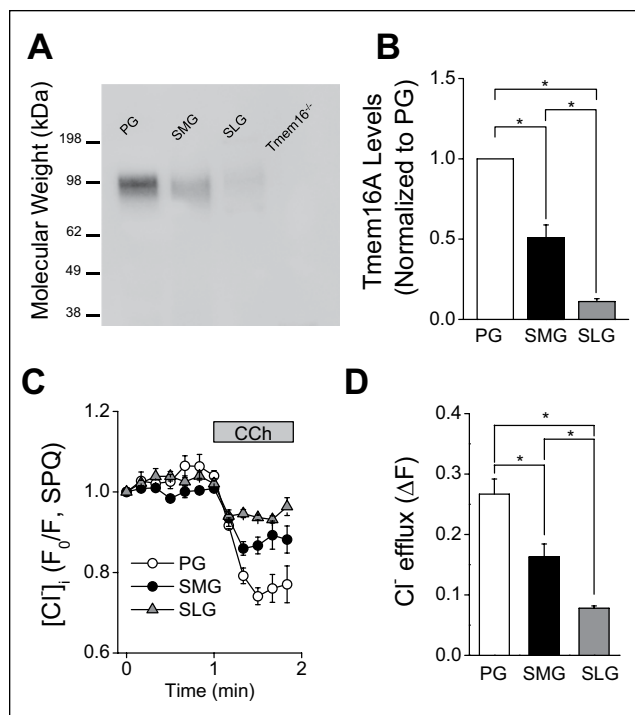 A
Molecular Weight (kDa)
PG
SMG
SLG
Tmem16-/-
198
98
62
49
38
B
Tmem16A Levels
(Normalized to PG)
1.5
1.0
0.5
0.0
*
*
*
PG
SMG
SLG
C
[Cl-]i (F0/F, SPQ)
1.2
1.0
0.8
0.6
CCh
PG
SMG
SLG
0
1
2
Time (min)
D
Cl- efflux (ΔF)
0.4
0.3
0.2
0.1
0.0
*
*
*
PG
SMG
SLG